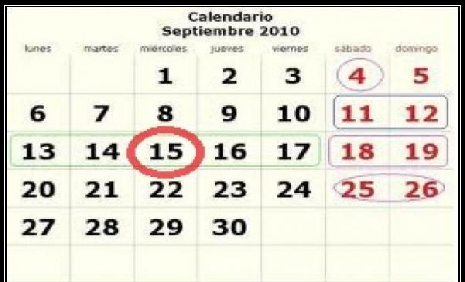 Calendario
Septiembre 2010
lunes martes miércoles jueves viernes sábado domingo
1 2 3 4 5
6 7 8 9 10 11 12
13 14 15 16 17 18 19
20 21 22 23 24 25 26
27 28 29 30